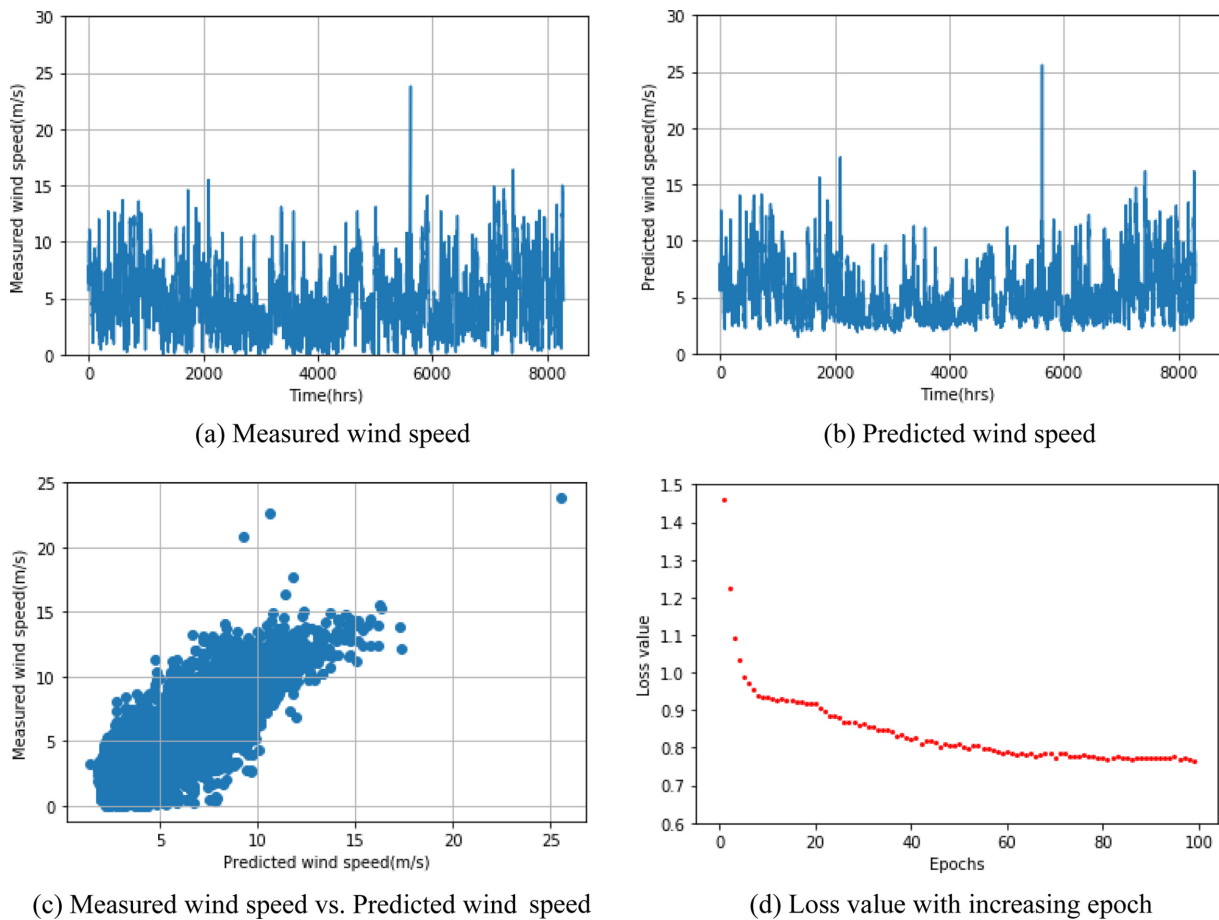 30
25
20
15
10
5
0
Measured wind speed(m/s)
0 2000 4000 6000 8000
Time(hrs)
(a) Measured wind speed
30
25
20
15
10
5
0
Predicted wind speed(m/s)
0 2000 4000 6000 8000
Time(hrs)
(b) Predicted wind speed
25
20
15
10
5
0
Measured wind speed(m/s)
5 10 15 20 25
Predicted wind speed(m/s)
(c) Measured wind speed vs. Predicted wind speed
1.5
1.4
1.3
1.2
1.1
1.0
0.9
0.8
0.7
0.6
Loss value
0 20 40 60 80 100
Epochs
(d) Loss value with increasing epoch